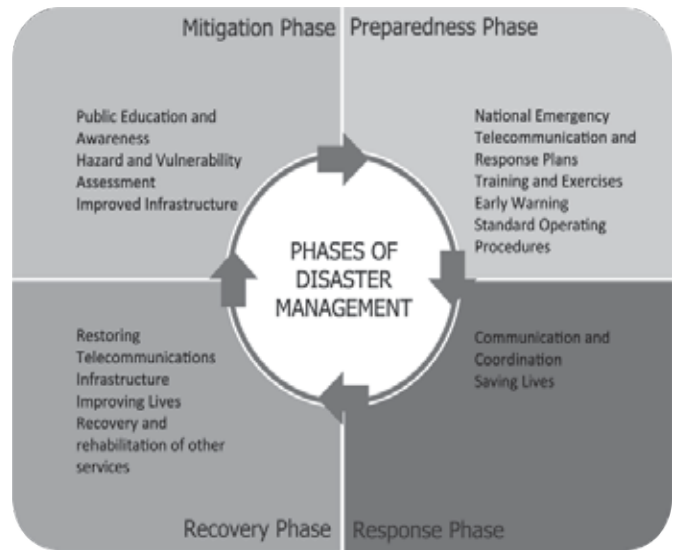 Mitigation Phase
Public Education and
Awareness
Hazard and Vulnerability
Assessment
Improved Infrastructure
Preparedness Phase
National Emergency
Telecommunication and
Response Plans
Training and Exercises
Early Warning
Standard Operating
Procedures
PHASES OF
DISASTER
MANAGEMENT
Restoring
Telecommunications
Infrastructure
Improving Lives
Recovery and
rehabilitation of other
services
Recovery Phase
Communication and
Coordination
Saving Lives
Response Phase